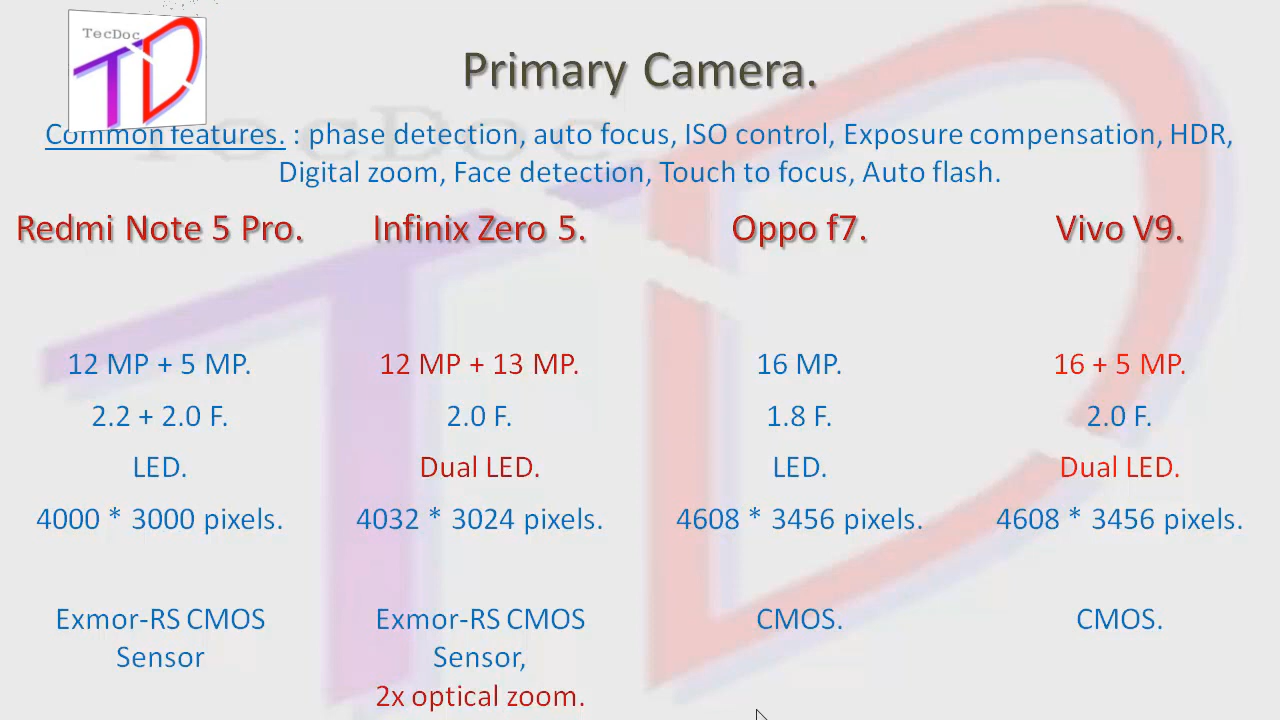 TecDoc
TD
Primary Camera.
Common features. : phase detection, auto focus, ISO control, Exposure compensation, HDR,
Digital zoom, Face detection, Touch to focus, Auto flash.
Redmi Note 5 Pro. Infinix Zero 5. Oppo f7. Vivo V9.
12 MP + 5 MP. 12 MP + 13 MP. 16 MP. 16 + 5 MP.
2.2 + 2.0 F. 2.0 F. 1.8 F. 2.0 F.
LED. Dual LED. LED. Dual LED.
4000 * 3000 pixels. 4032 * 3024 pixels. 4608 * 3456 pixels. 4608 * 3456 pixels.
Exmor-RS CMOS Exmor-RS CMOS CMOS. CMOS.
Sensor Sensor,
2x optical zoom.